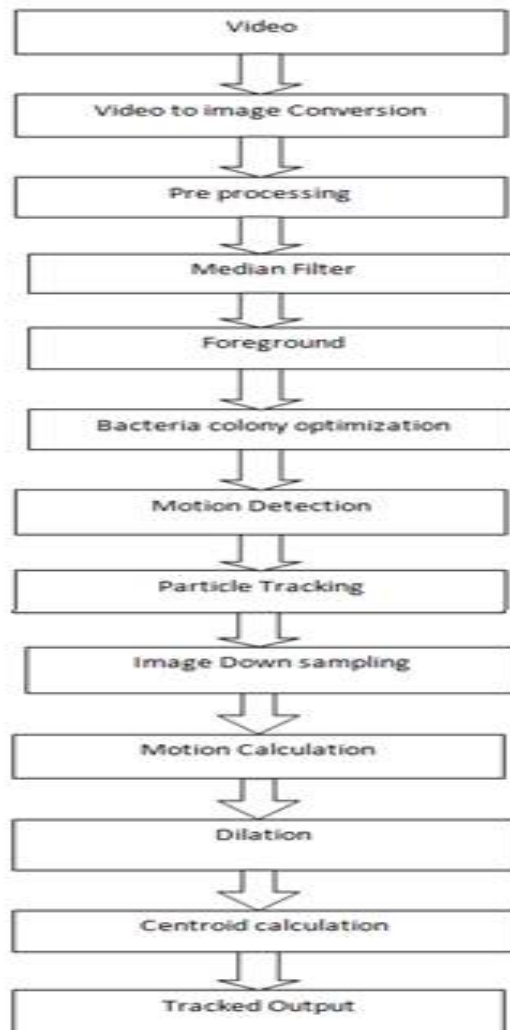 Video
Video to image Conversion
Pre processing
Median Filter
Foreground
Bacteria colony optimization
Motion Detection
Particle Tracking
Image Down sampling
Motion Calculation
Dilation
Centroid calculation
Tracked Output